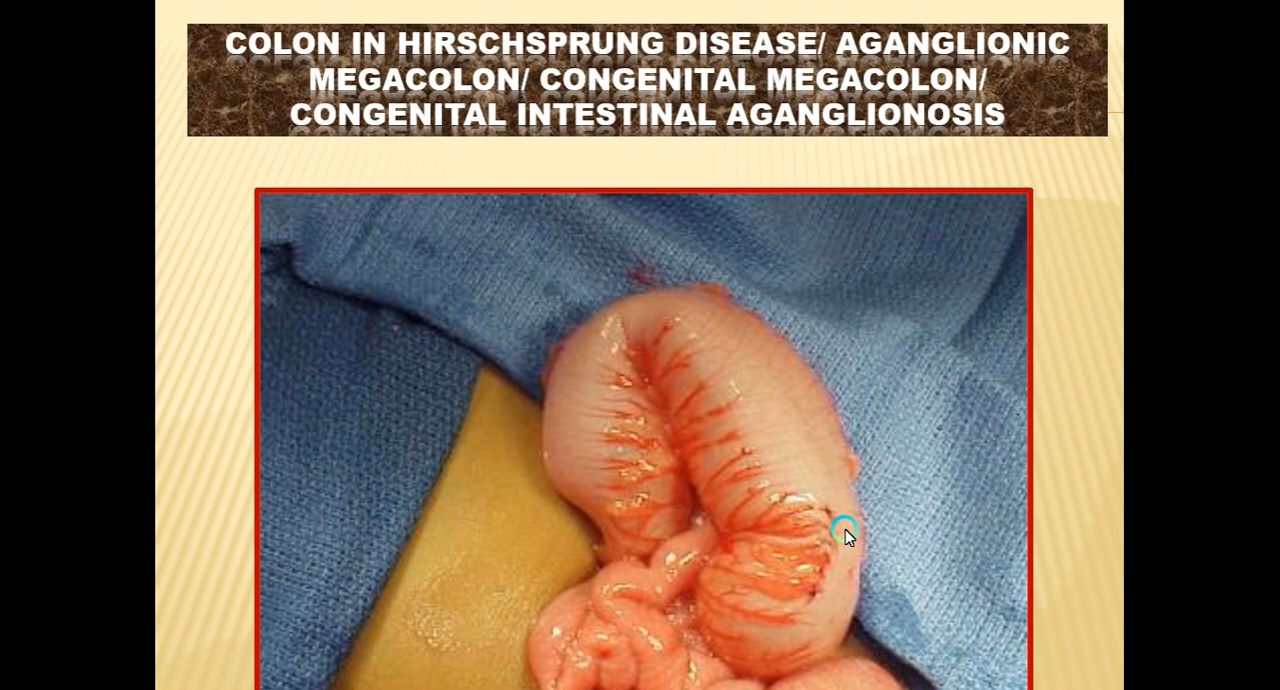 COLON IN HIRSCHSPRUNG DISEASE/ AGANGLIONIC
MEGACOLON/ CONGENITAL MEGACOLON/
CONGENITAL INTESTINAL AGANGLIONOSIS